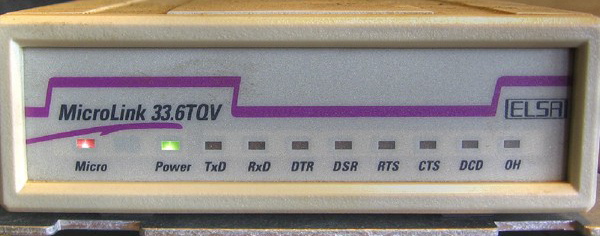 MicroLink 33.6TQV
ELSA
Micro Power TxD RxD DTR DSR RTS CTS DCD OH